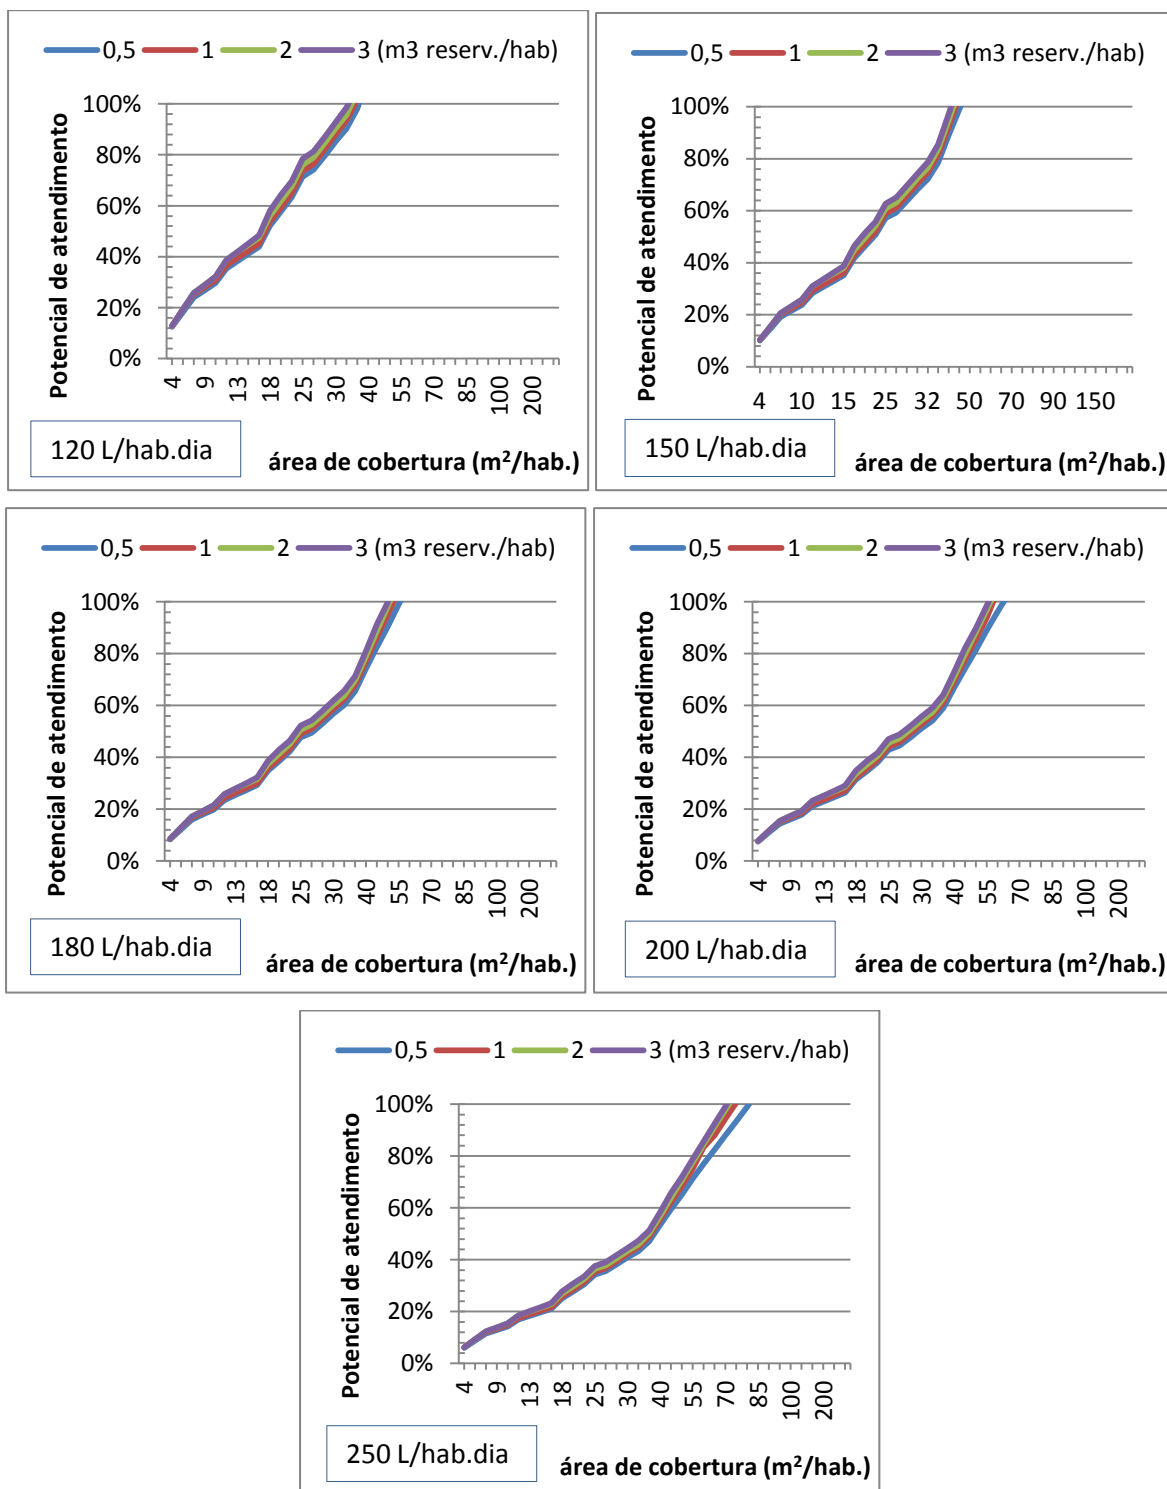 0,5 1 2 3 (m3 reserv./hab)
100%
80%
60%
40%
20%
0%
Potencial de atendimento
4 9 13 18 25 30 40 55 70 85 100 200
120 L/hab.dia
área de cobertura (m²/hab.)
0,5 1 2 3 (m3 reserv./hab)
100%
80%
60%
40%
20%
0%
Potencial de atendimento
4 10 15 25 32 50 70 90 150
150 L/hab.dia
área de cobertura (m²/hab.)
0,5 1 2 3 (m3 reserv./hab)
100%
80%
60%
40%
20%
0%
Potencial de atendimento
4 9 13 18 25 30 40 55 70 85 100 200
180 L/hab.dia
área de cobertura (m²/hab.)
0,5 1 2 3 (m3 reserv./hab)
100%
80%
60%
40%
20%
0%
Potencial de atendimento
4 9 13 18 25 30 40 55 70 85 100 200
200 L/hab.dia
área de cobertura (m²/hab.)
0,5 1 2 3 (m3 reserv./hab)
100%
80%
60%
40%
20%
0%
Potencial de atendimento
4 9 13 18 25 30 40 55 70 85 100 200
250 L/hab.dia
área de cobertura (m²/hab.)